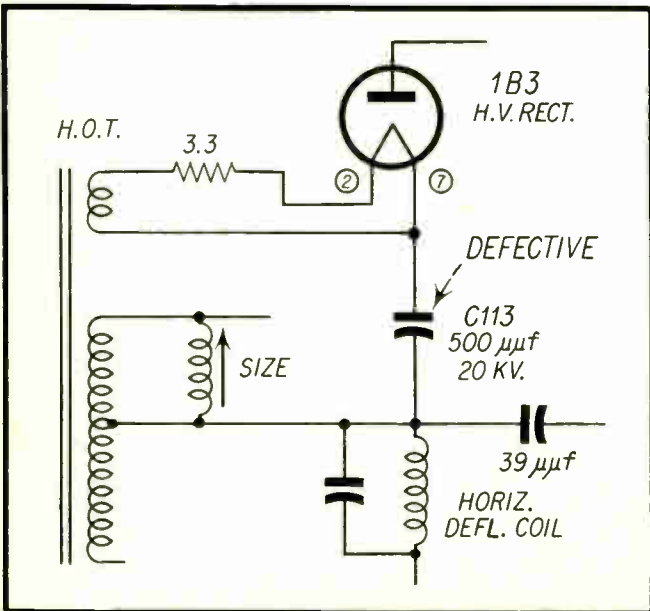 1B3
H.V. RECT.
H.O.T.
3.3
2
7
DEFECTIVE
C113
500 µµf
20 KV.
SIZE
39 µµf
HORIZ.
DEFL. COIL